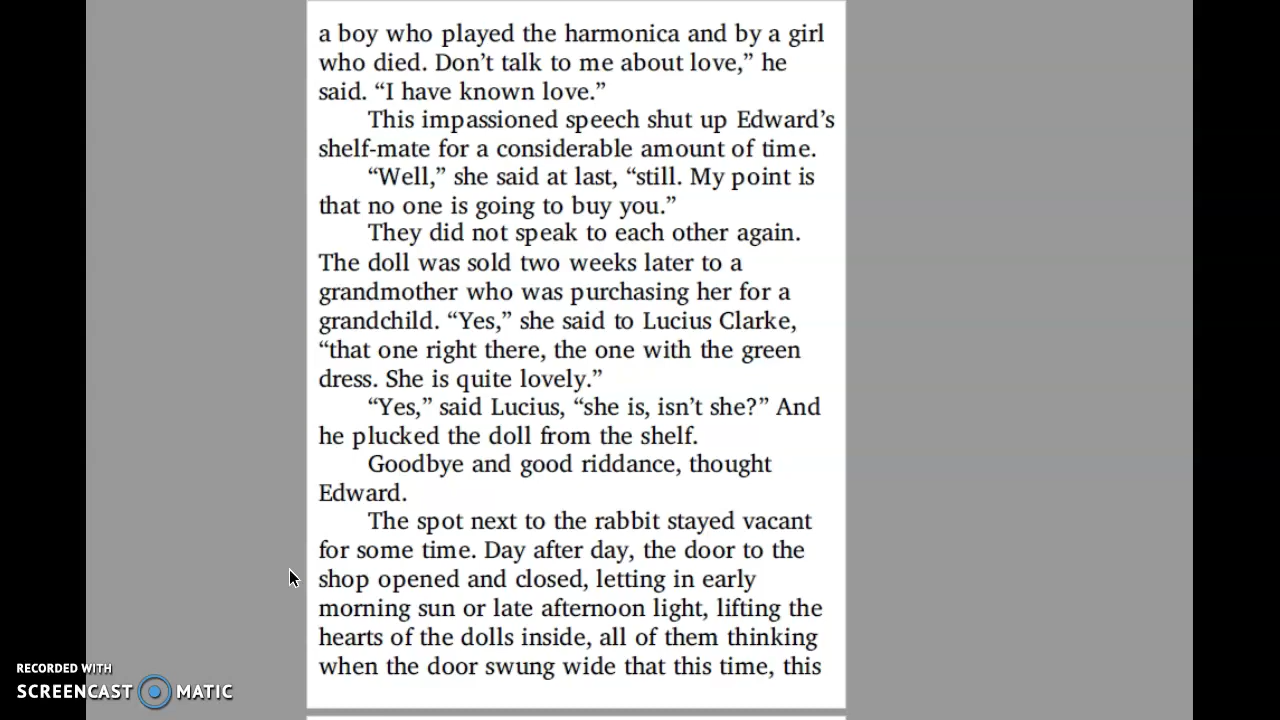 a boy who played the harmonica and by a girl
who died. Don’t talk to me about love,” he
said. “I have known love.”
This impassioned speech shut up Edward’s
shelf-mate for a considerable amount of time.
“Well,” she said at last, “still. My point is
that no one is going to buy you.”
They did not speak to each other again.
The doll was sold two weeks later to a
grandmother who was purchasing her for a
grandchild. “Yes,” she said to Lucius Clarke,
“that one right there, the one with the green
dress. She is quite lovely.”
“Yes,” said Lucius, “she is, isn’t she?” And
he plucked the doll from the shelf.
Goodbye and good riddance, thought
Edward.
The spot next to the rabbit stayed vacant
for some time. Day after day, the door to the
shop opened and closed, letting in early
morning sun or late afternoon light, lifting the
hearts of the dolls inside, all of them thinking
when the door swung wide that this time, this
RECORDED WITH
SCREENCAST MATIC